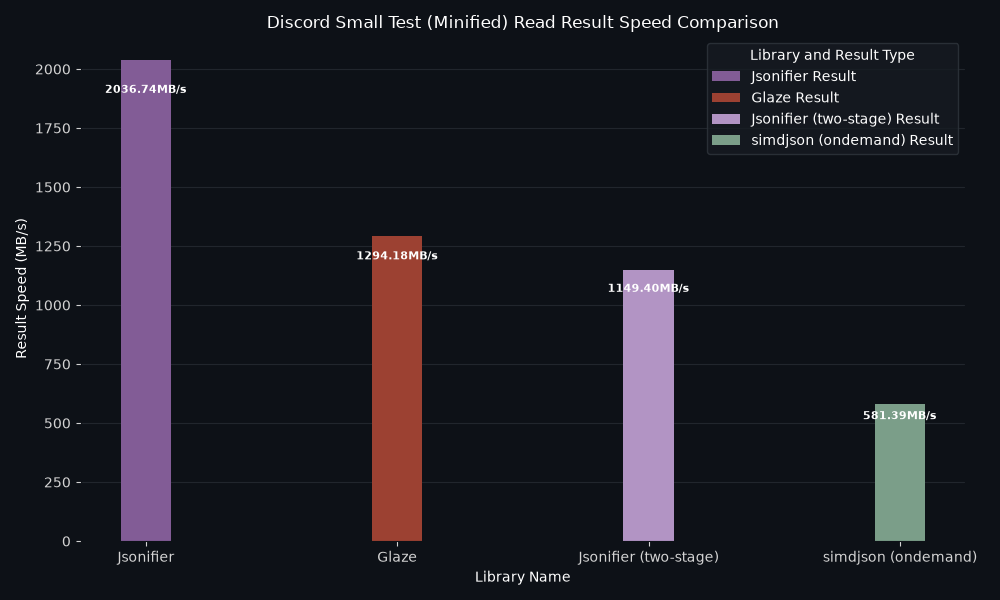 Discord Small Test (Minified) Read Result Speed Comparison
Library and Result Type
Jsonifier Result
Glaze Result
Jsonifier (two-stage) Result
simdjson (ondemand) Result
Result Speed (MB/s)
2000
1750
1500
1250
1000
750
500
250
0
2036.74MB/s
1294.18MB/s
1149.40MB/s
581.39MB/s
Jsonifier
Glaze
Jsonifier (two-stage)
simdjson (ondemand)
Library Name